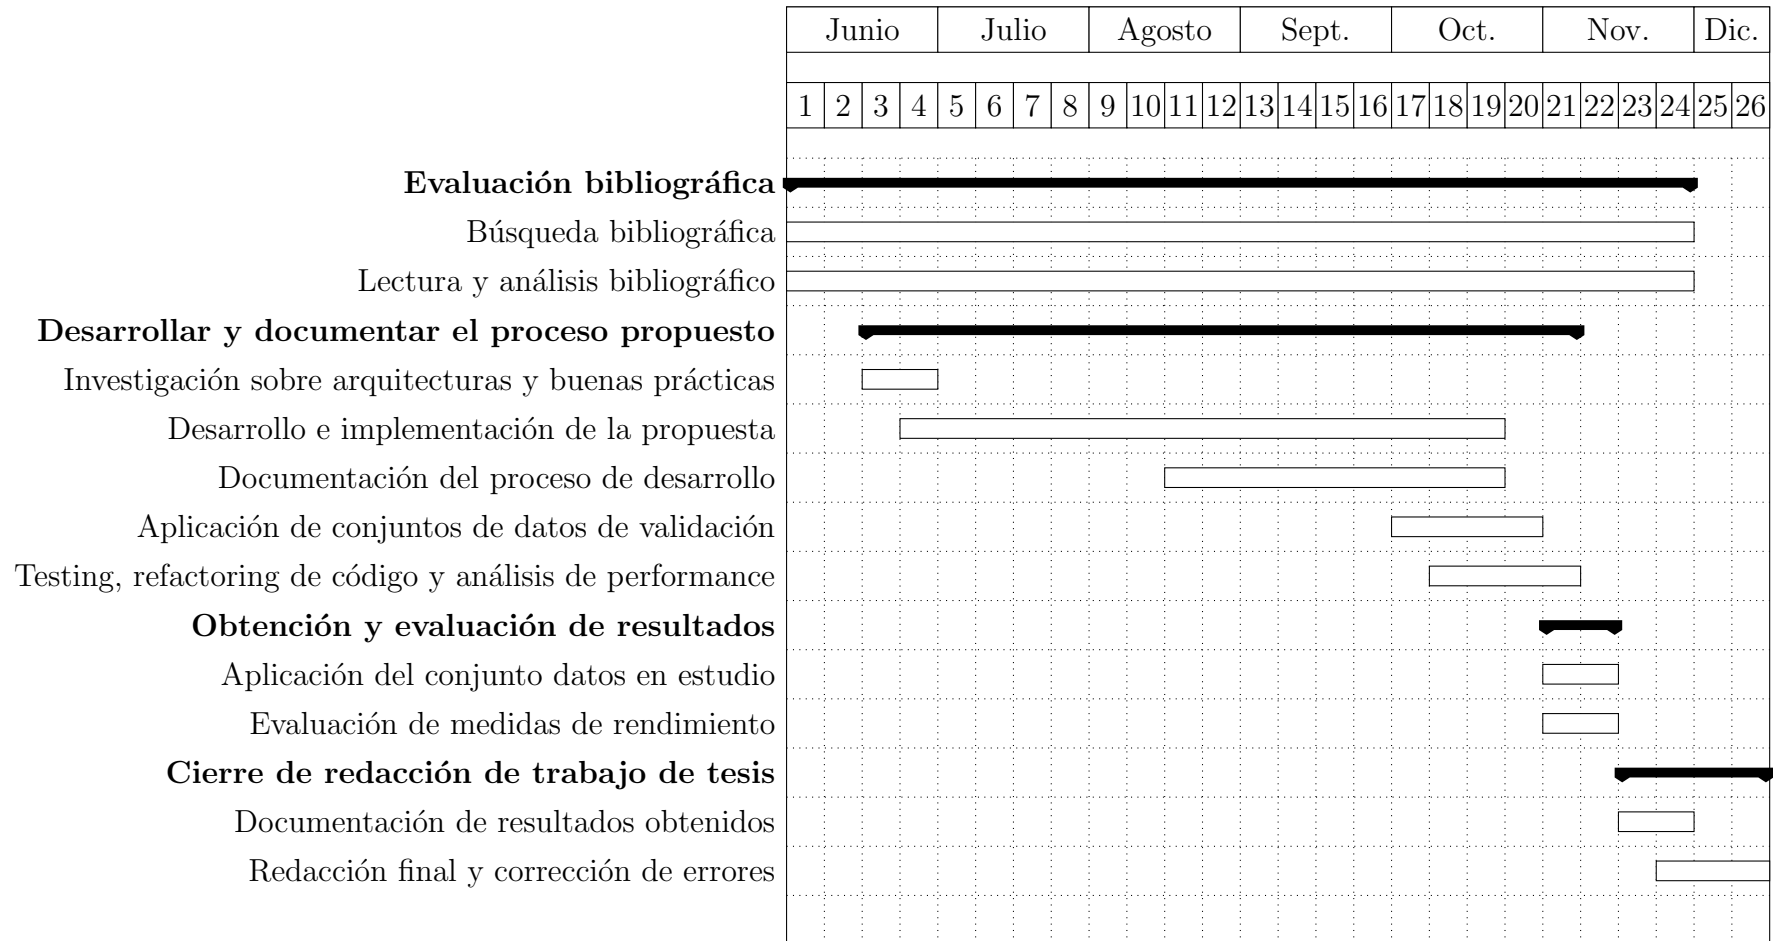 Junio Julio Agosto Sept. Oct. Nov. Dic.
1 2 3 4 5 6 7 8 9 10 11 12 13 14 15 16 17 18 19 20 21 22 23 24 25 26
Evaluación bibliográfica
Búsqueda bibliográfica
Lectura y análisis bibliográfico
Desarrollar y documentar el proceso propuesto
Investigación sobre arquitecturas y buenas prácticas
Desarrollo e implementación de la propuesta
Documentación del proceso de desarrollo
Aplicación de conjuntos de datos de validación
Testing, refactoring de código y análisis de performance
Obtención y evaluación de resultados
Aplicación del conjunto datos en estudio
Evaluación de medidas de rendimiento
Cierre de redacción de trabajo de tesis
Documentación de resultados obtenidos
Redacción final y corrección de errores